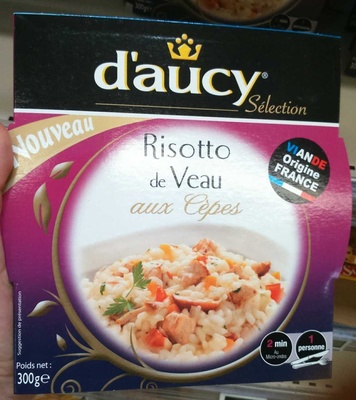 d'aucy®
Sélection
Nouveau
Risotto
de Veau
aux Cèpes
VIANDE
Origine
FRANCE
Suggestion de présentation
2 min
Au
Micro-ondes
1
personne
Poids net :
300g e